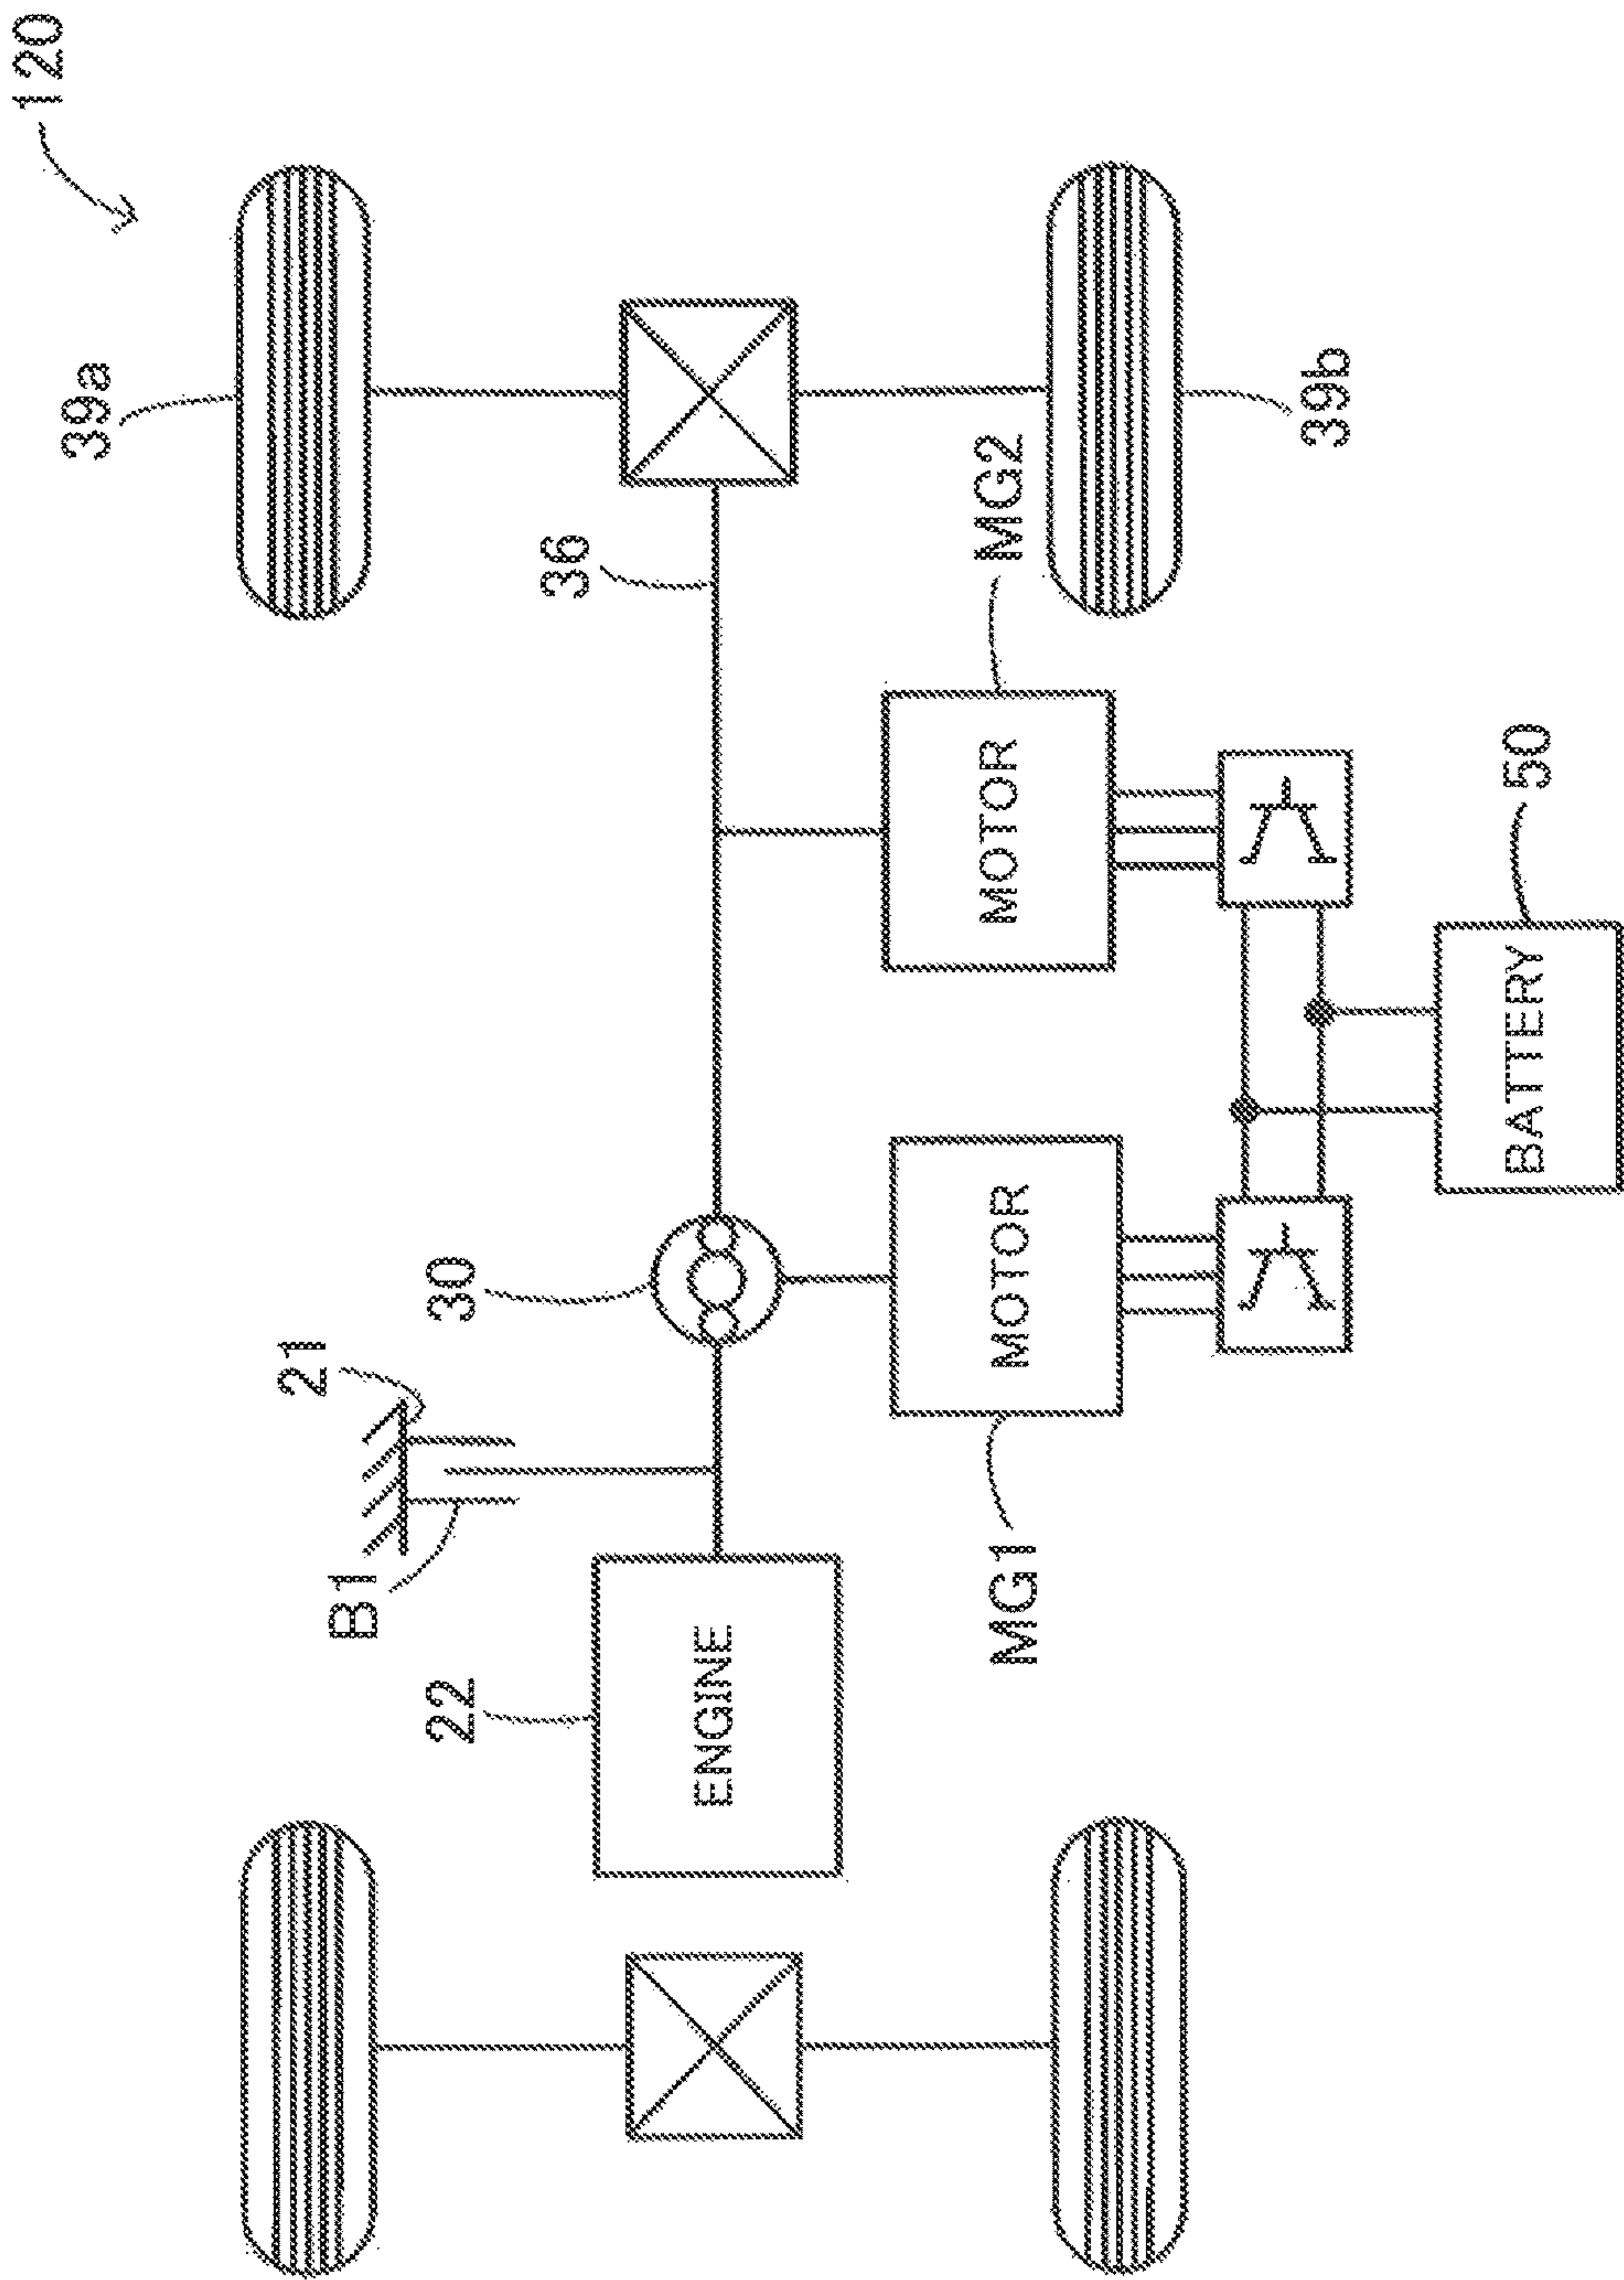 120
39a
36
MG2
39b
MOTOR
50
BATTERY
30
21
B1
MOTOR
MG1
22
ENGINE